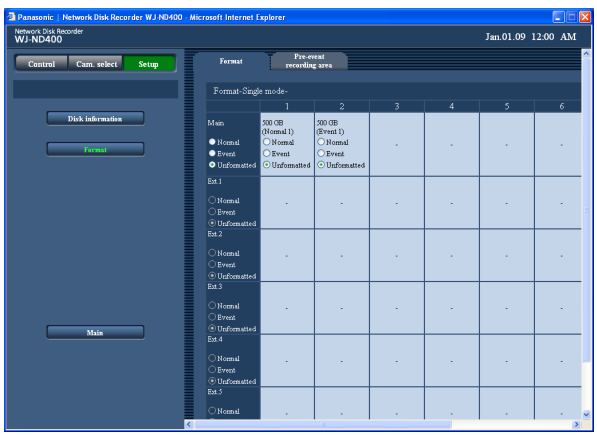 Panasonic | Network Disk Recorder WJ-ND400 - Microsoft Internet Explorer
Network Disk Recorder
WJ-ND400
Jan.01.09 12:00 AM
Control Cam. select Setup
Format
Pre-event
recording area
Format-Single mode-
Disk information
Format
Main
1 2 3 4 5 6
Main 500 GB 500 GB
(Normal 1) (Event 1)
Normal Normal Normal
Event Event Event
Unformatted Unformatted Unformatted
- - - -
Ext.1
Normal - - - - - -
Event
Unformatted
Ext.2
Normal - - - - - -
Event
Unformatted
Ext.3
Normal - - - - - -
Event
Unformatted
Ext.4
Normal - - - - - -
Event
Unformatted
Ext.5
Normal - - - - - -